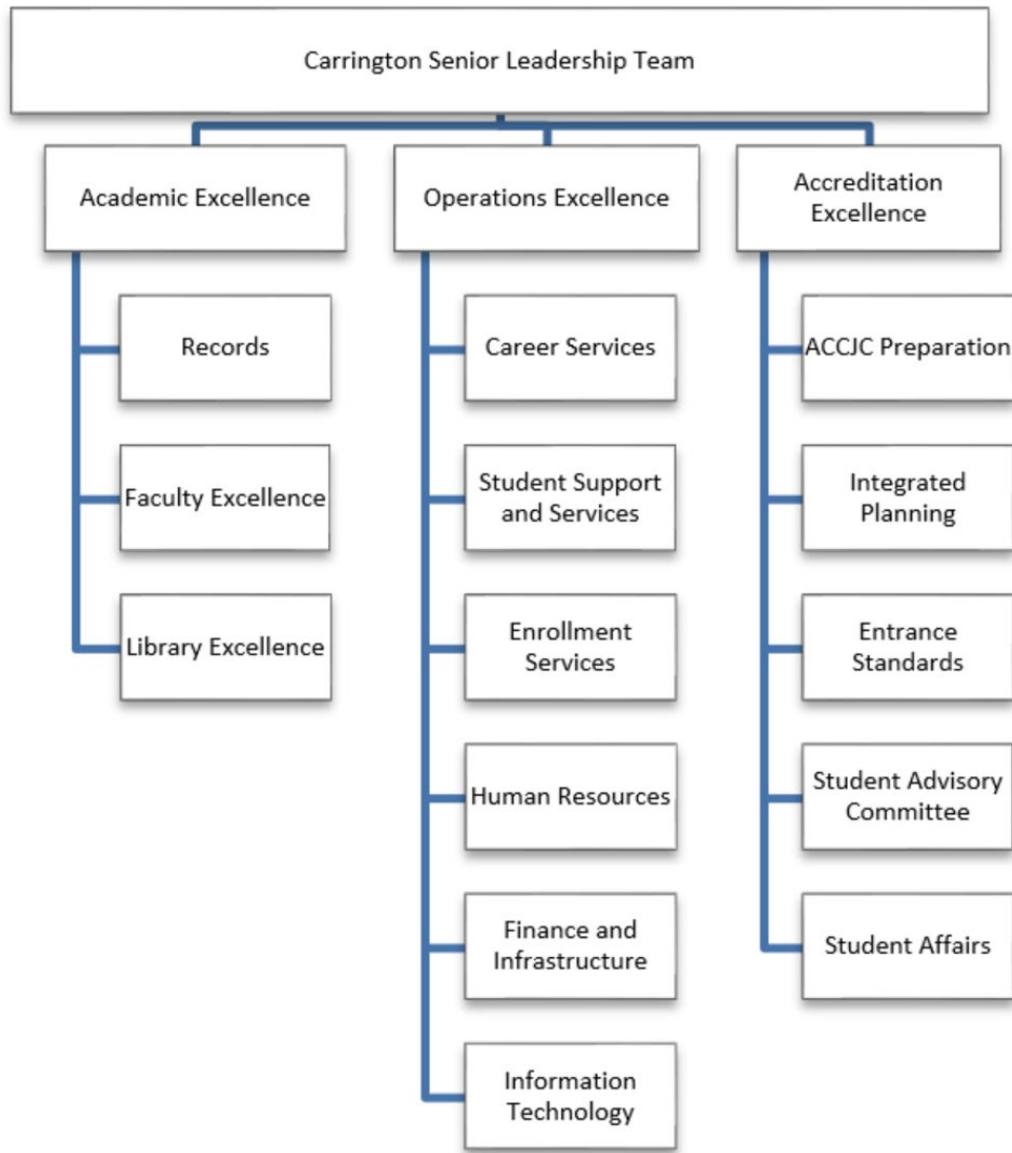 Carrington Senior Leadership Team
Academic Excellence
Records
Faculty Excellence
Library Excellence
Operations Excellence
Career Services
Student Support
and Services
Enrollment
Services
Human Resources
Finance and
Infrastructure
Information
Technology
Accreditation
Excellence
ACCJC Preparation
Integrated
Planning
Entrance
Standards
Student Advisory
Committee
Student Affairs